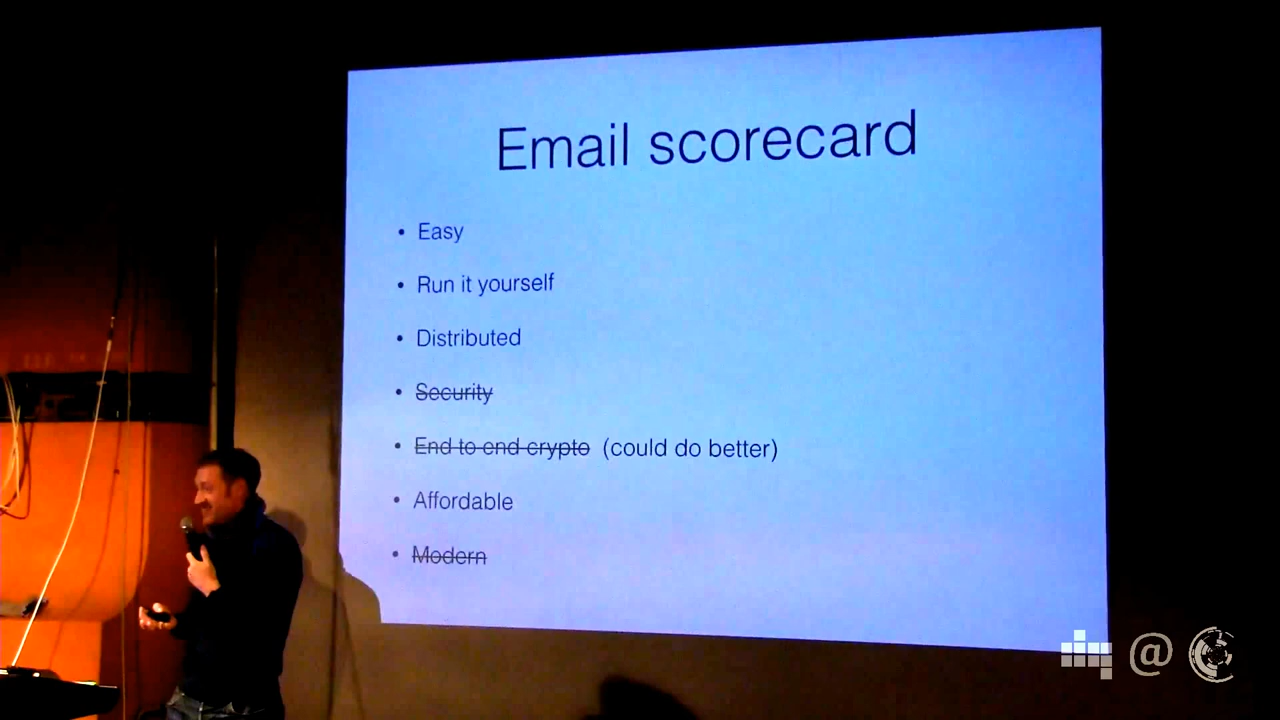 Email scorecard
• Easy
• Run it yourself
• Distributed
• Security
• End to end crypto (could do better)
• Affordable
• Modern
@